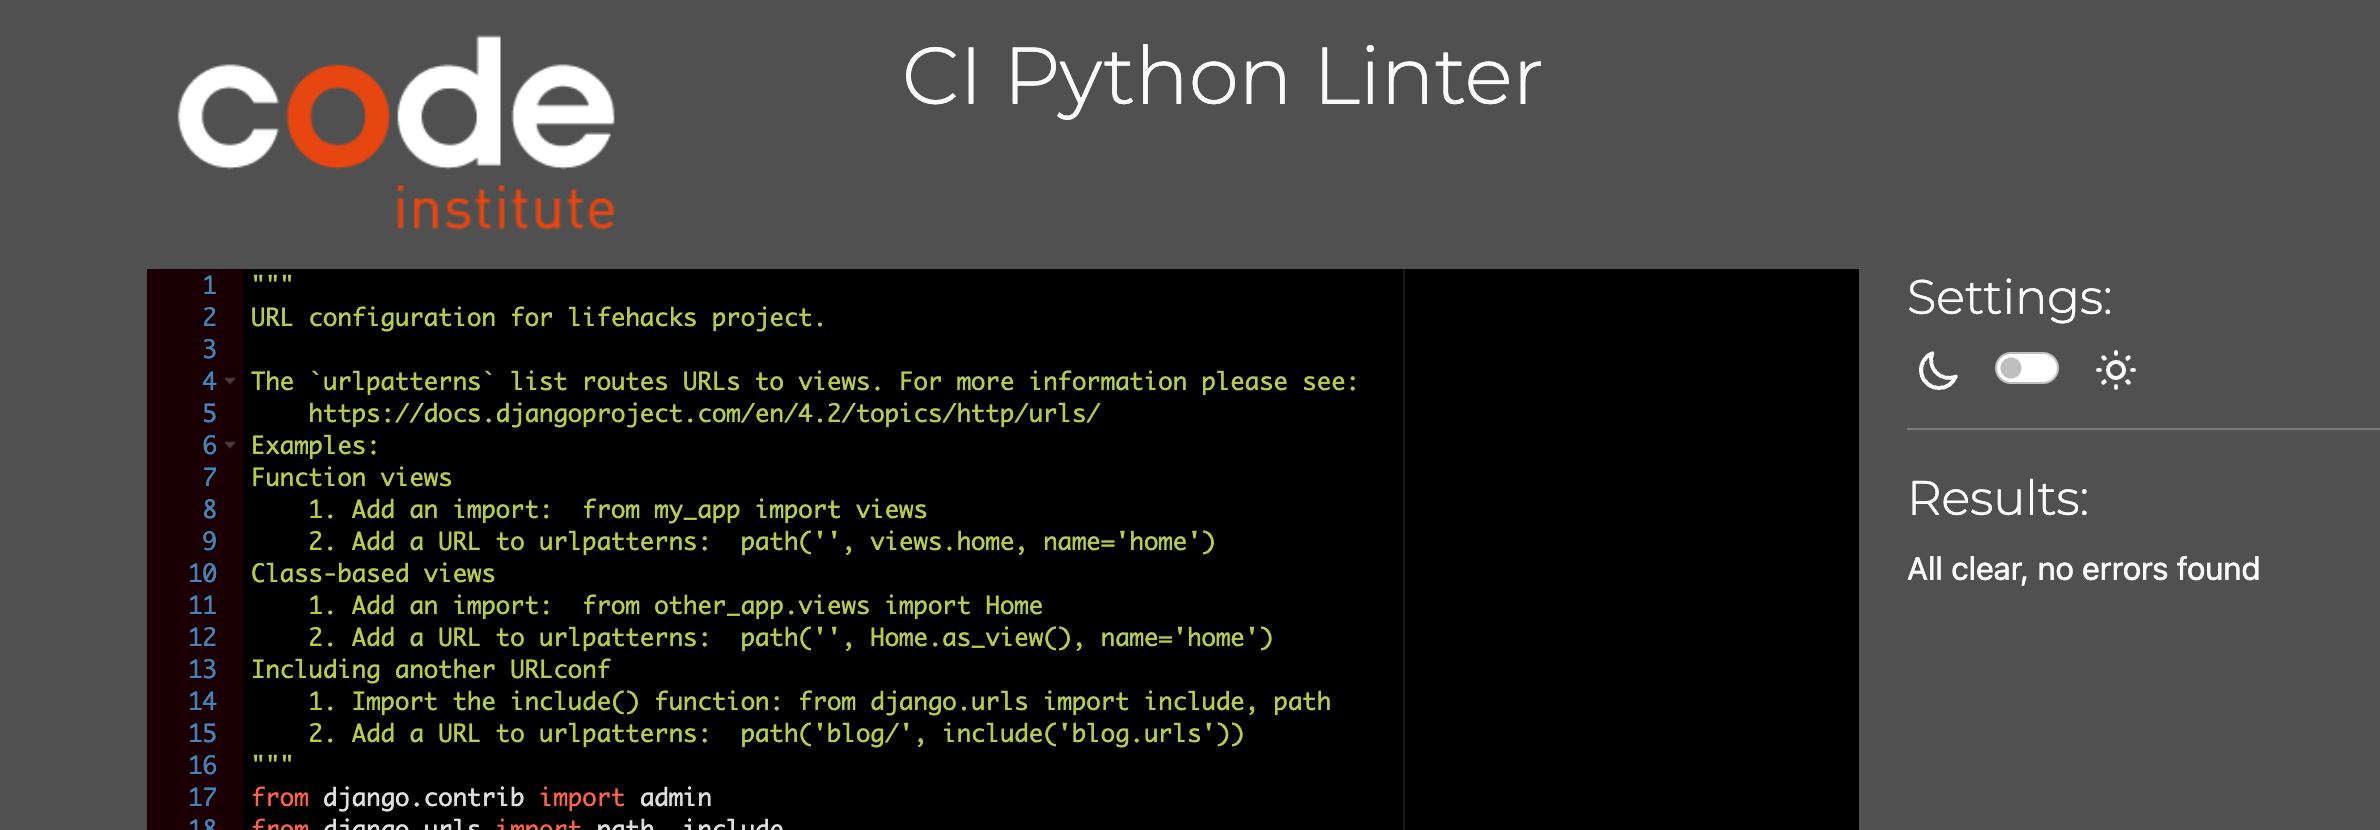 code
institute
CI Python Linter
1 """
2 URL configuration for lifehacks project.
3
4 The `urlpatterns` list routes URLs to views. For more information please see:
5     https://docs.djangoproject.com/en/4.2/topics/http/urls/
6 Examples:
7 Function views
8     1. Add an import:  from my_app import views
9     2. Add a URL to urlpatterns:  path('', views.home, name='home')
10 Class-based views
11     1. Add an import:  from other_app.views import Home
12     2. Add a URL to urlpatterns:  path('', Home.as_view(), name='home')
13 Including another URLconf
14     1. Import the include() function: from django.urls import include, path
15     2. Add a URL to urlpatterns:  path('blog/', include('blog.urls'))
16 """
17 from django.contrib import admin
18 from django.urls import path, include
Settings:
Results:
All clear, no errors found